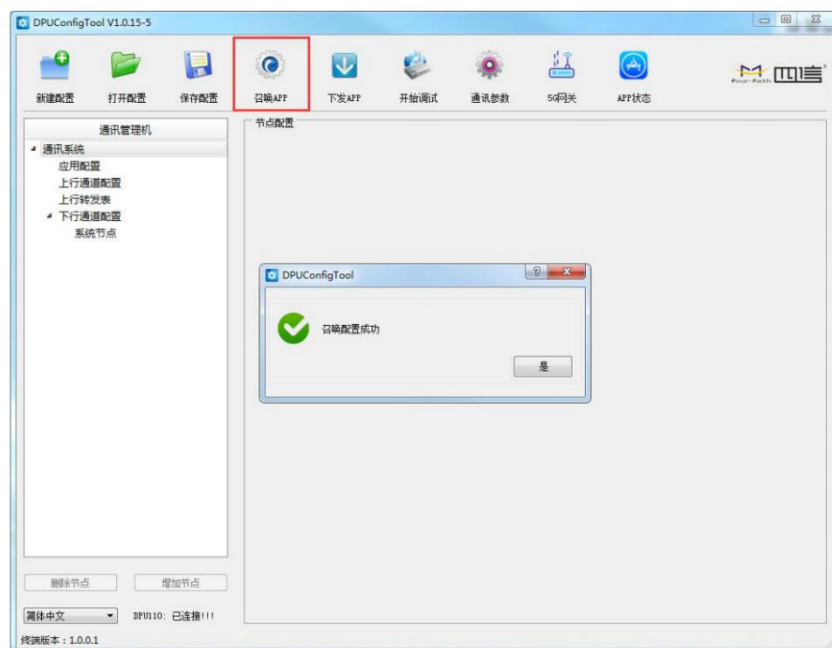 DPUConfigTool V1.0.15-5
新建配置 打开配置 保存配置 召唤APP 下发APP 开始调试 通讯参数 5G网关 APP状态
Four-Faith 四信
通讯管理机
节点配置
通讯系统
应用配置
上行通道配置
上行转发表
下行通道配置
系统节点
DPUConfigTool
召唤配置成功
是
删除节点 增加节点
简体中文 DPU110: 已连接!!!
终端版本：1.0.0.1